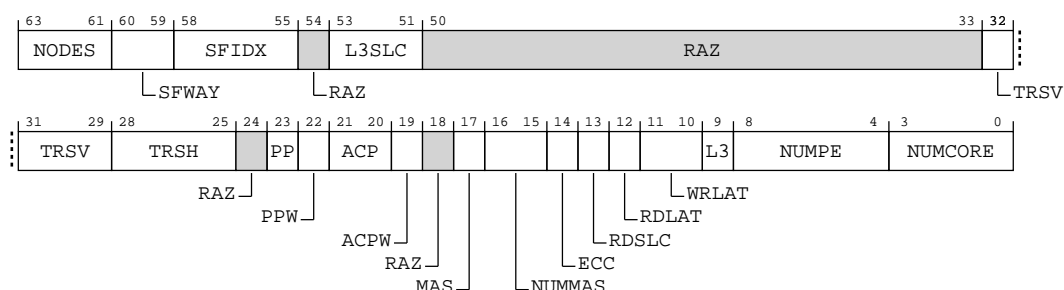 63 61 60 59 58 55 54 53 51 50 33 32
NODES SFIDX L3SLC RAZ
SFWAY RAZ TRSV
31 29 28 25 24 23 22 21 20 19 18 17 16 15 14 13 12 11 10 9 8 4 3 0
TRSV TRSH PP ACP L3 NUMPE NUMCORE
RAZ WRLAT
PPW RDLAT
ACPW RDSLC
RAZ ECC
MAS NUMMAS